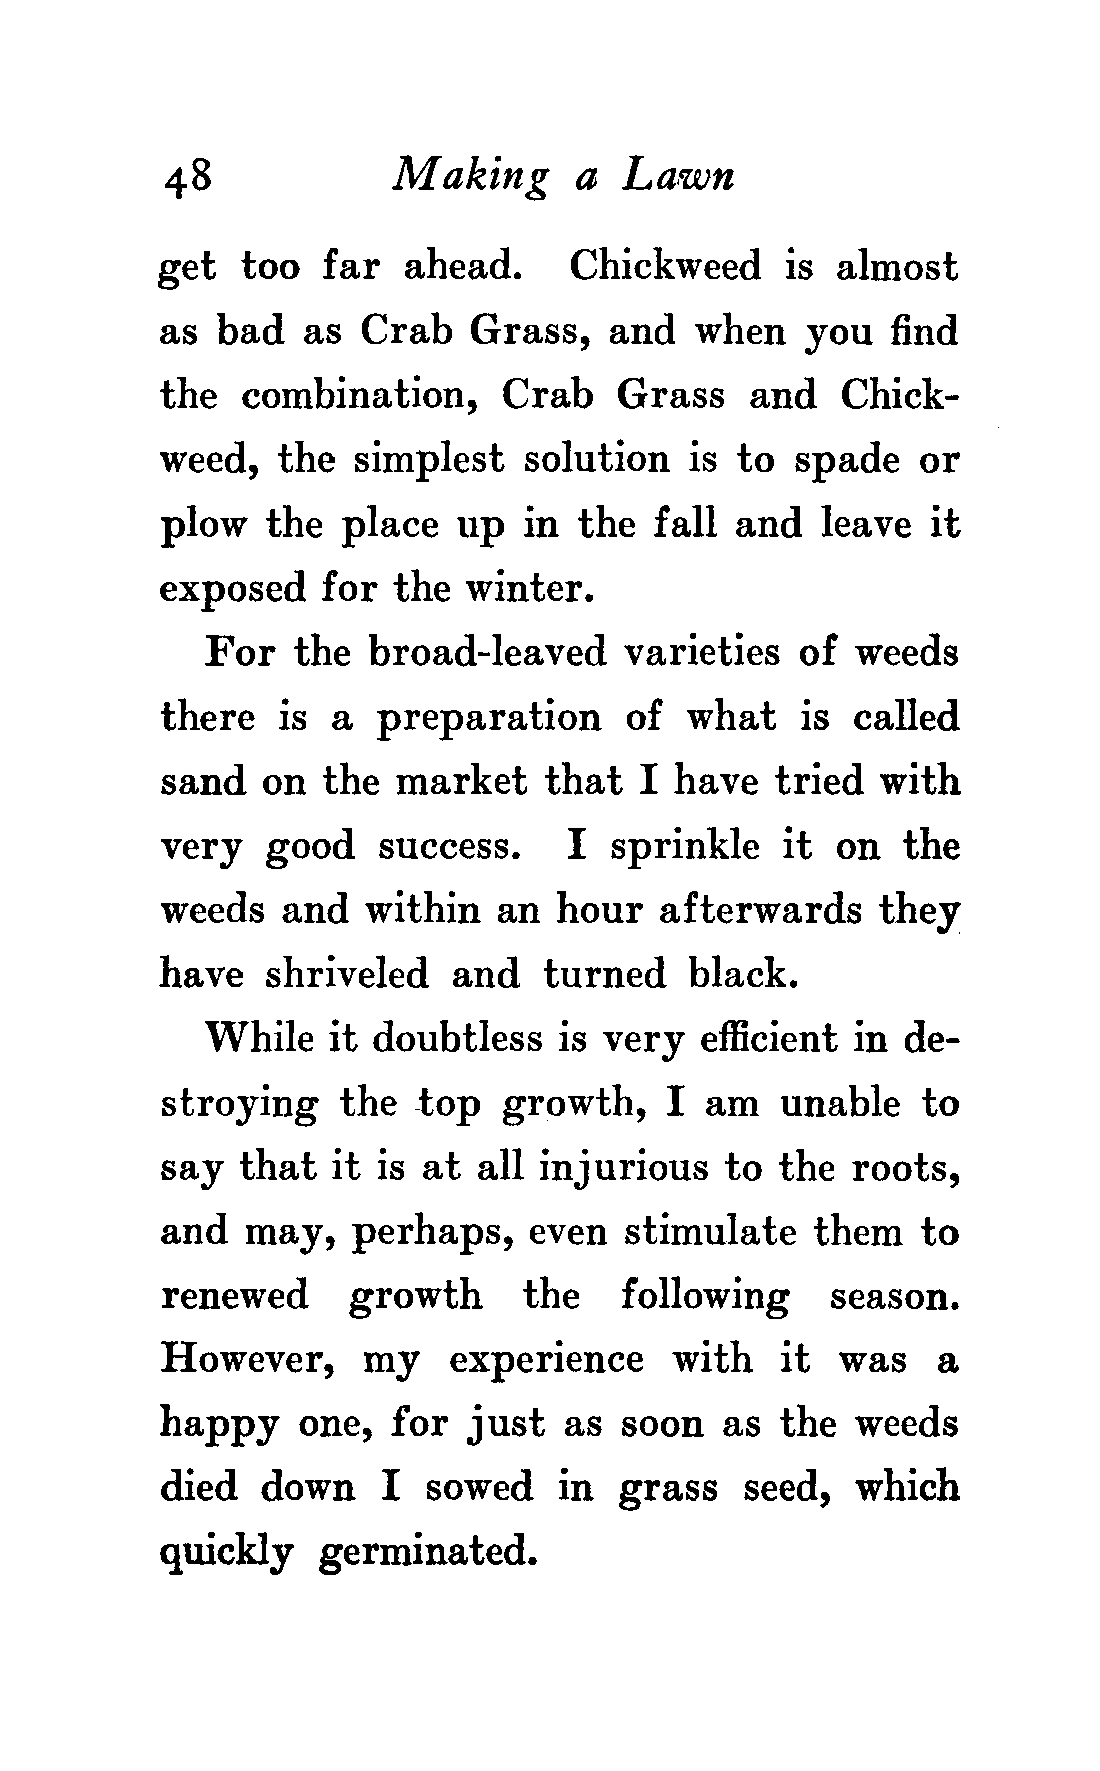 48 Making a Lawn
get too far ahead. Chickweed is almost
as bad as Crab Grass, and when you find
the combination, Crab Grass and Chick-
weed, the simplest solution is to spade or
plow the place up in the fall and leave it
exposed for the winter.
For the broad-leaved varieties of weeds
there is a preparation of what is called
sand on the market that I have tried with
very good success. I sprinkle it on the
weeds and within an hour afterwards they
have shriveled and turned black.
While it doubtless is very efficient in de-
stroying the top growth, I am unable to
say that it is at all injurious to the roots,
and may, perhaps, even stimulate them to
renewed growth the following season.
However, my experience with it was a
happy one, for just as soon as the weeds
died down I sowed in grass seed, which
quickly germinated.